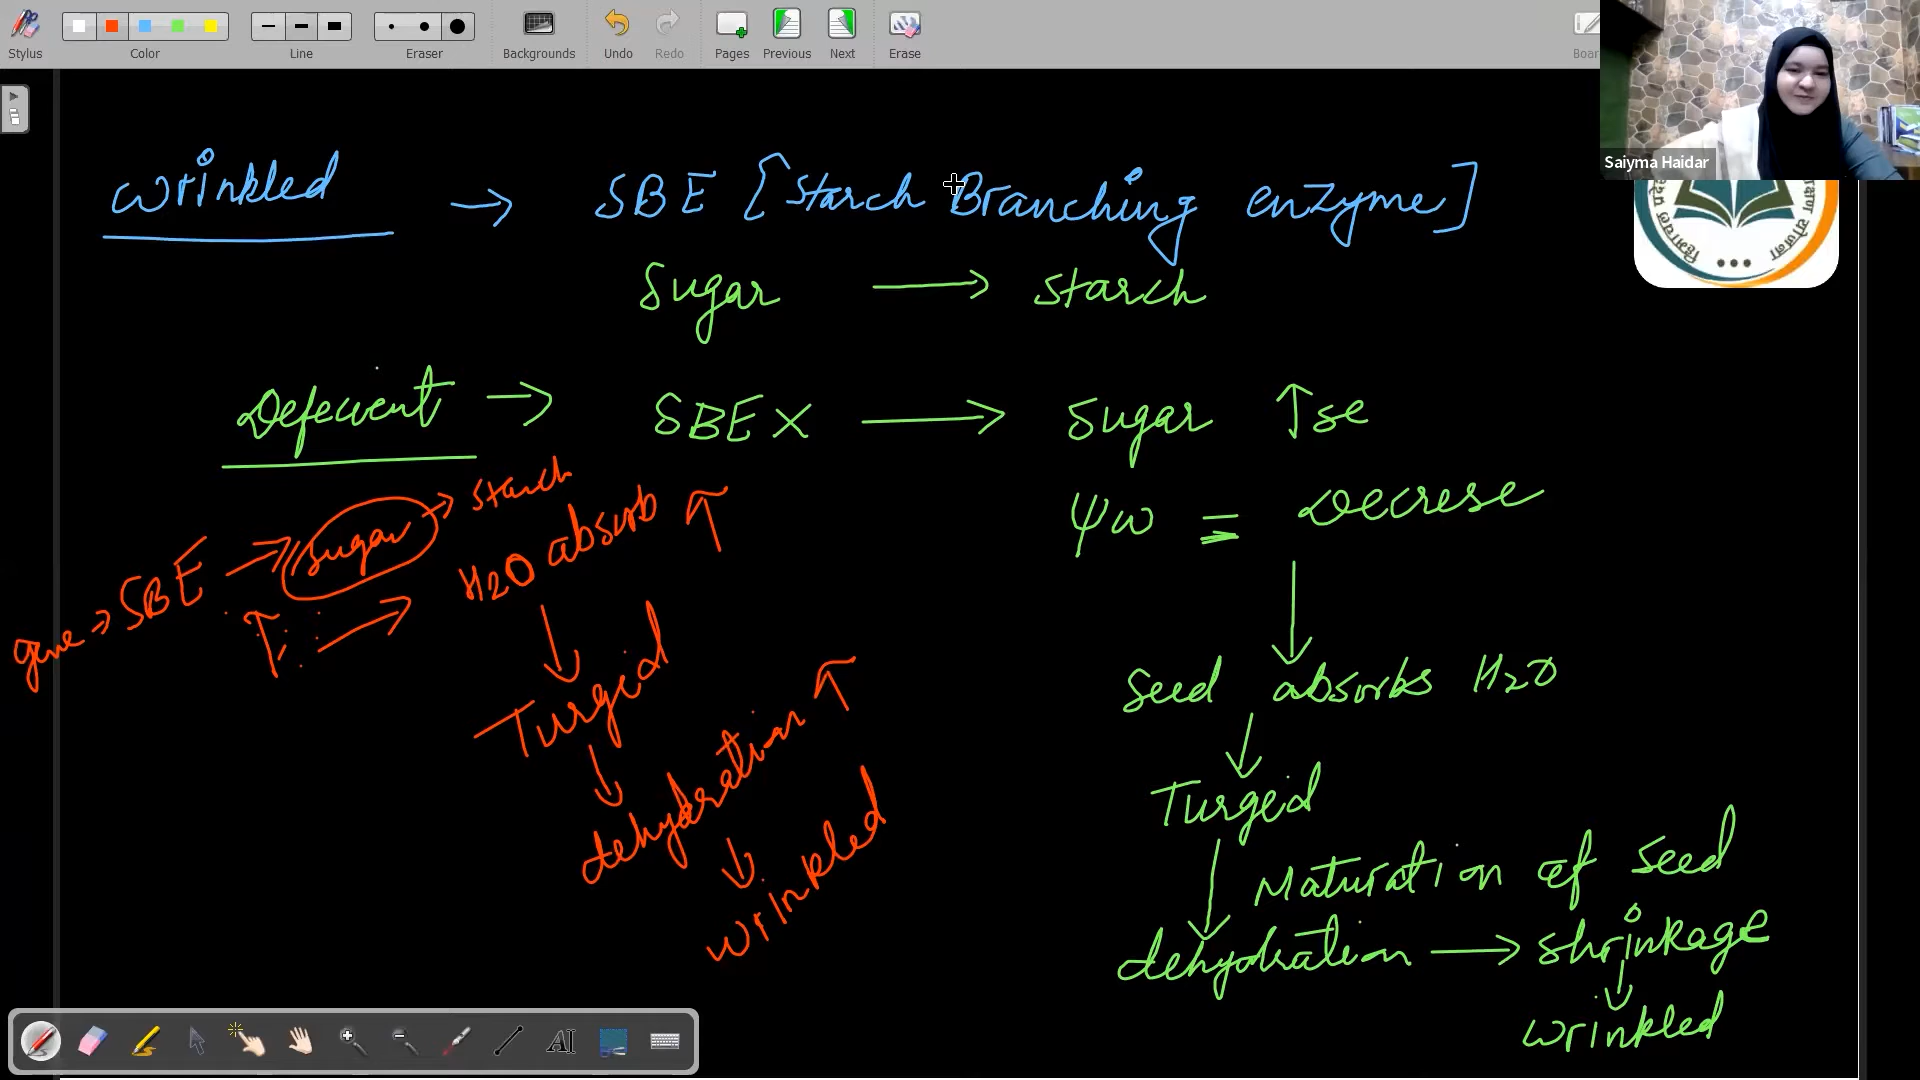 Stylus Color Line Eraser Backgrounds Undo Redo Pages Previous Next Erase
Saiyma Haidar
wrinkled → SBE [Starch Branching enzyme]
Sugar → Starch
Defecient → SBE X → Sugar ↑se
Ψw = Decrese
↓
Seed absorbs H2O
↓
Turgid
↓ Maturation of seed
dehydration → shrinkage
↓
wrinkled
gene → SBE → Sugar → starch
↑ → H2O absorb ↑
↓
Turgid
↓
dehydration ↑
↓
wrinkled